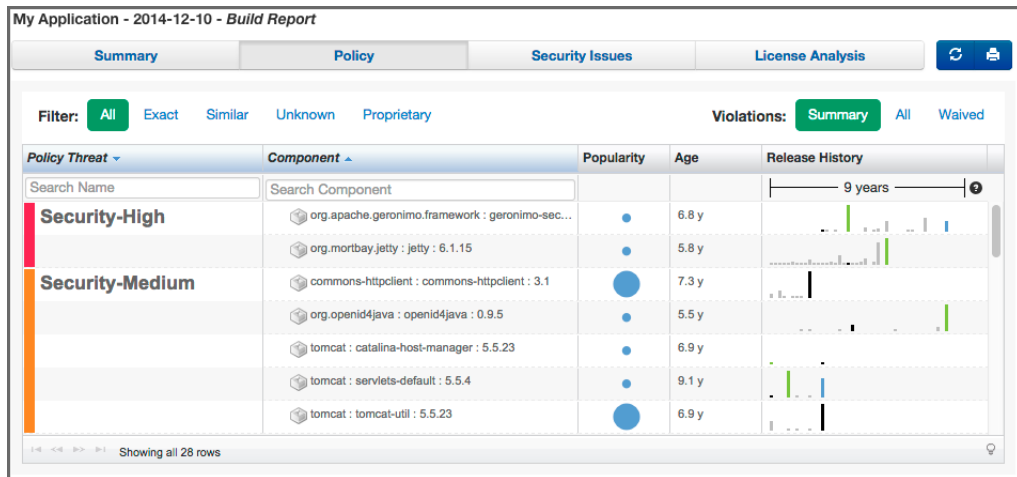 My Application - 2014-12-10 - Build Report
Summary Policy Security Issues License Analysis
Filter: All Exact Similar Unknown Proprietary Violations: Summary All Waived
Policy Threat Component Popularity Age Release History
Search Name Search Component 9 years ?
Security-High org.apache.geronimo.framework : geronimo-sec... 6.8 y
org.mortbay.jetty : jetty : 6.1.15 5.8 y
Security-Medium commons-httpclient : commons-httpclient : 3.1 7.3 y
org.openid4java : openid4java : 0.9.5 5.5 y
tomcat : catalina-host-manager : 5.5.23 6.9 y
tomcat : servlets-default : 5.5.4 9.1 y
tomcat : tomcat-util : 5.5.23 6.9 y
Showing all 28 rows